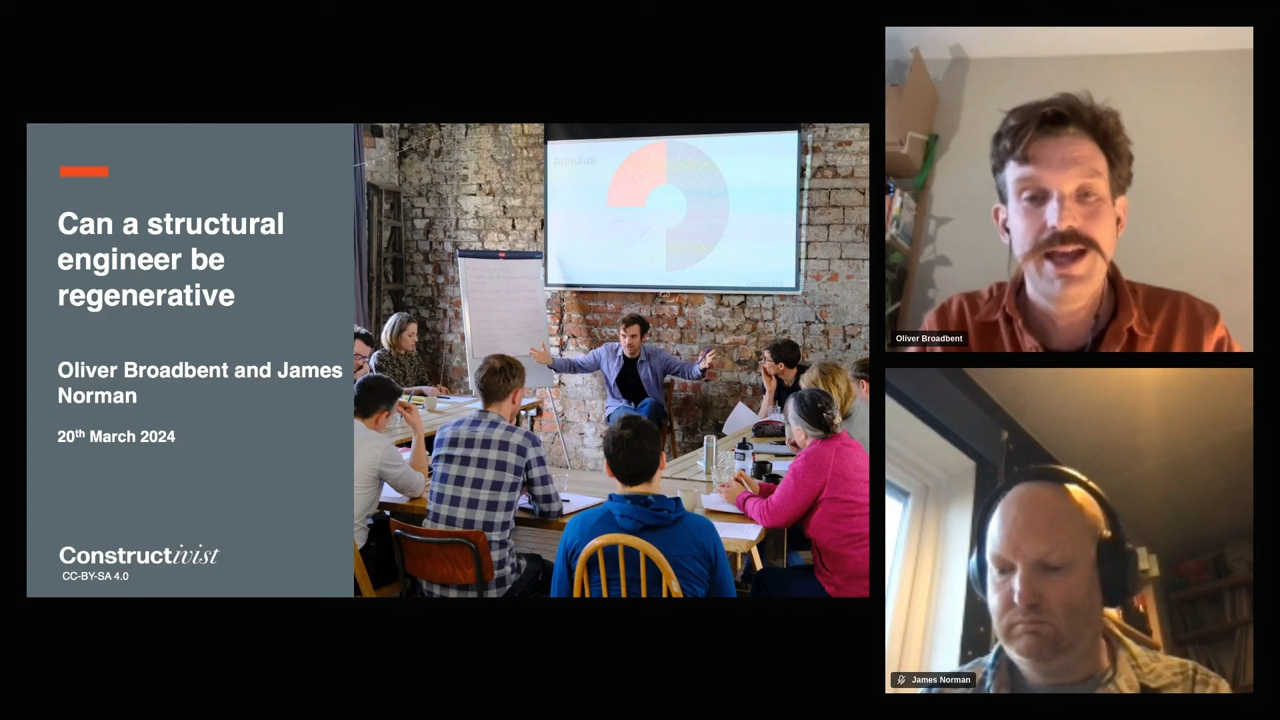 Can a structural
engineer be
regenerative
Oliver Broadbent and James
Norman
20th March 2024
Constructivist
CC-BY-SA 4.0
Annulus
Oliver Broadbent
James Norman